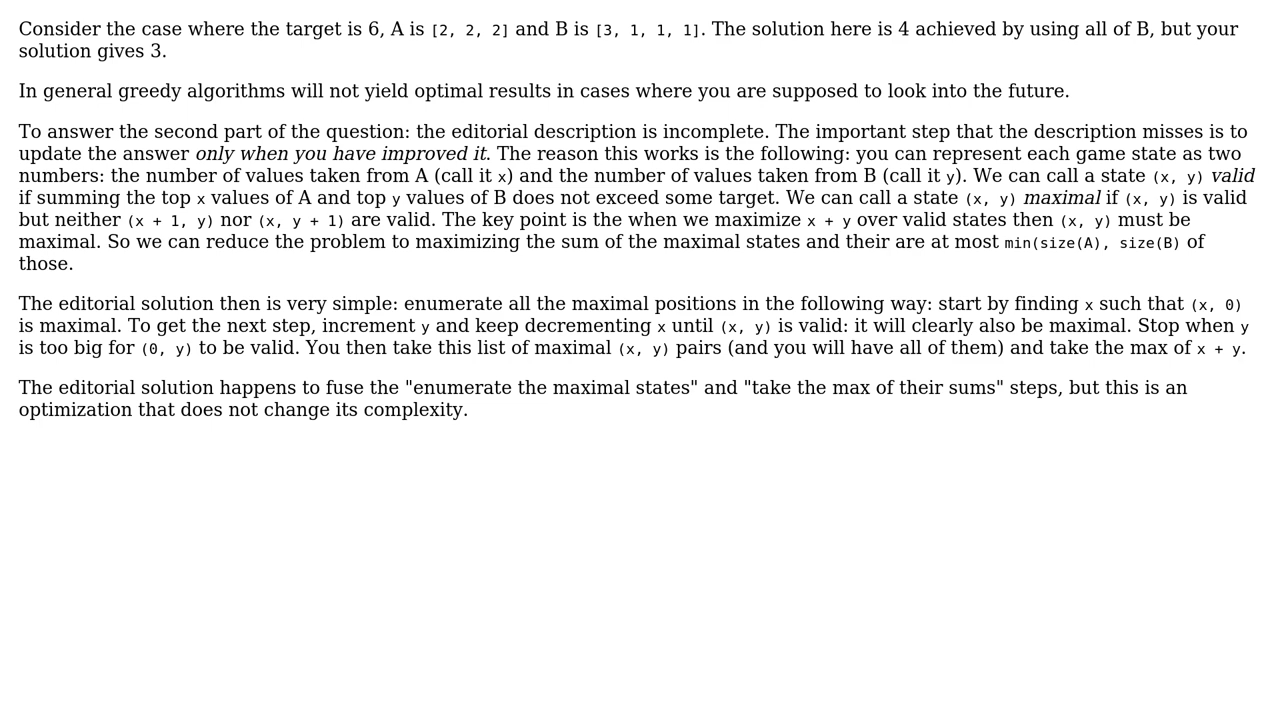 Consider the case where the target is 6, A is [2, 2, 2] and B is [3, 1, 1, 1]. The solution here is 4 achieved by using all of B, but your
solution gives 3.
In general greedy algorithms will not yield optimal results in cases where you are supposed to look into the future.
To answer the second part of the question: the editorial description is incomplete. The important step that the description misses is to
update the answer only when you have improved it. The reason this works is the following: you can represent each game state as two
numbers: the number of values taken from A (call it x) and the number of values taken from B (call it y). We can call a state (x, y) valid
if summing the top x values of A and top y values of B does not exceed some target. We can call a state (x, y) maximal if (x, y) is valid
but neither (x + 1, y) nor (x, y + 1) are valid. The key point is the when we maximize x + y over valid states then (x, y) must be
maximal. So we can reduce the problem to maximizing the sum of the maximal states and their are at most min(size(A), size(B) of
those.
The editorial solution then is very simple: enumerate all the maximal positions in the following way: start by finding x such that (x, 0)
is maximal. To get the next step, increment y and keep decrementing x until (x, y) is valid: it will clearly also be maximal. Stop when y
is too big for (0, y) to be valid. You then take this list of maximal (x, y) pairs (and you will have all of them) and take the max of x + y.
The editorial solution happens to fuse the "enumerate the maximal states" and "take the max of their sums" steps, but this is an
optimization that does not change its complexity.